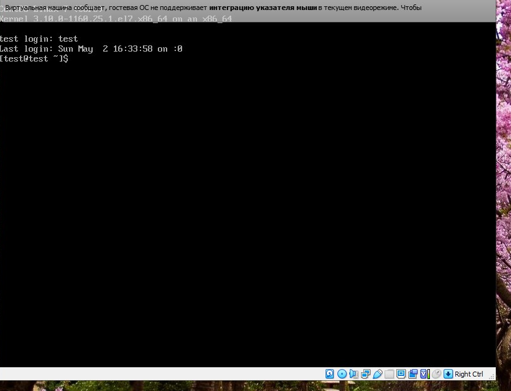 Виртуальная машина сообщает, гостевая ОС не поддерживает интеграцию указателя мыши в текущем видеорежиме. Чтобы
Kernel 3.10.0-1160.25.1.el7.x86_64 on an x86_64
test login: test
Last login: Sun May  2 16:33:58 on :0
[test@test ~]$
Right Ctrl